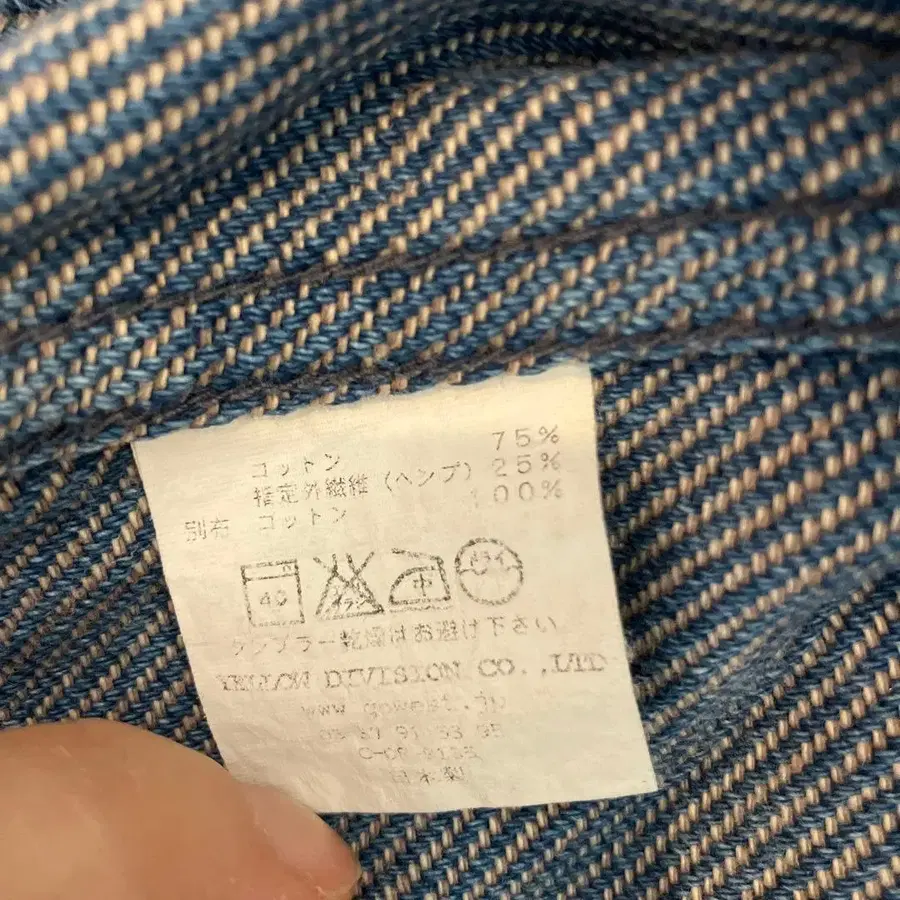 コットン 75%
指定外繊維 (ヘンプ) 25%
別布 コットン 100%
40
中
タンブラー乾燥はお避け下さい
YELLOW DIVISION CO.,LTD
www.gowest.jp
日本製